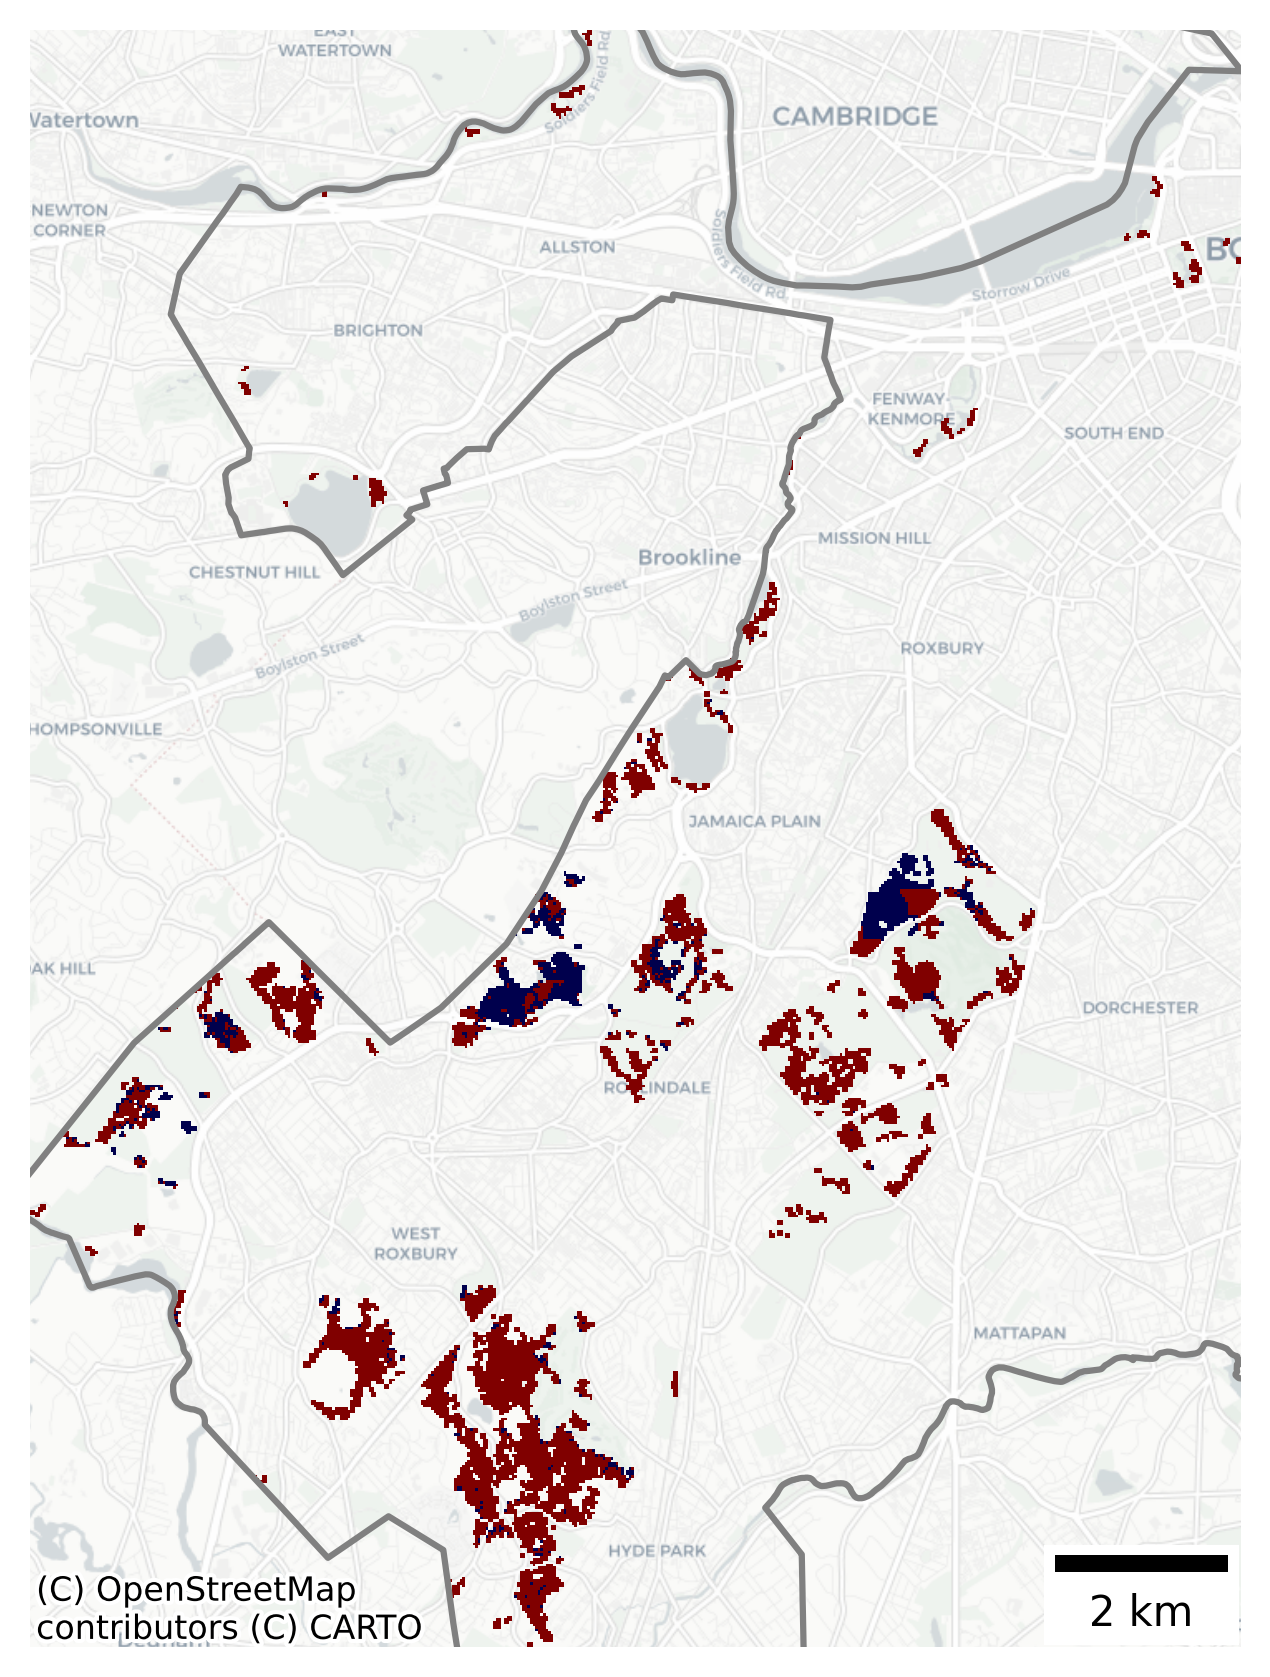 EAST
WATERTOWN
Soldiers Field Rd
Watertown
CAMBRIDGE
NEWTON
CORNER
ALLSTON
Soldiers Field Rd
BO
Storrow Drive
BRIGHTON
FENWAY-
KENMORE
SOUTH END
MISSION HILL
Brookline
CHESTNUT HILL
Boylston Street
Boylston Street
ROXBURY
HOMPSONVILLE
JAMAICA PLAIN
OAK HILL
DORCHESTER
ROSLINDALE
WEST
ROXBURY
MATTAPAN
HYDE PARK
(C) OpenStreetMap
contributors (C) CARTO
Dedham
2 km